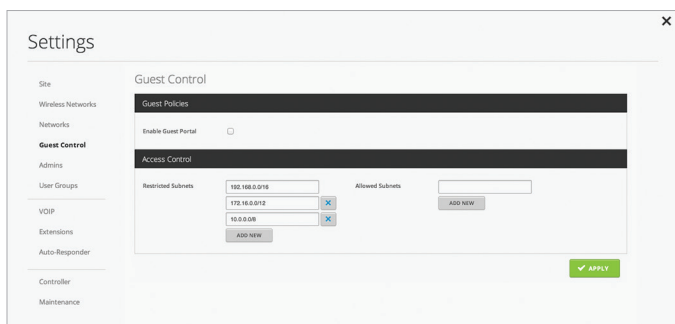 Settings
Site
Wireless Networks
Networks
Guest Control
Admins
User Groups
VOIP
Extensions
Auto-Responder
Controller
Maintenance
Guest Control
Guest Policies
Enable Guest Portal
Access Control
Restricted Subnets
192.168.0.0/16
172.16.0.0/12
10.0.0.0/8
ADD NEW
Allowed Subnets
ADD NEW
APPLY